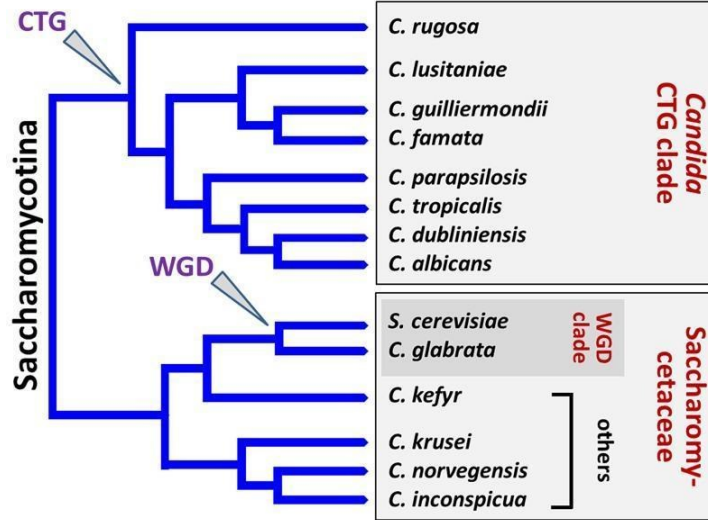 CTG
C. rugosa
C. lusitaniae
C. guilliermondii
C. famata
C. parapsilosis
C. tropicalis
C. dubliniensis
C. albicans
Candida
CTG clade
Saccharomycotina
WGD
S. cerevisiae
C. glabrata
WGD
clade
C. kefyr
C. krusei
C. norvegensis
C. inconspicua
others
Saccharomy-
cetaceae